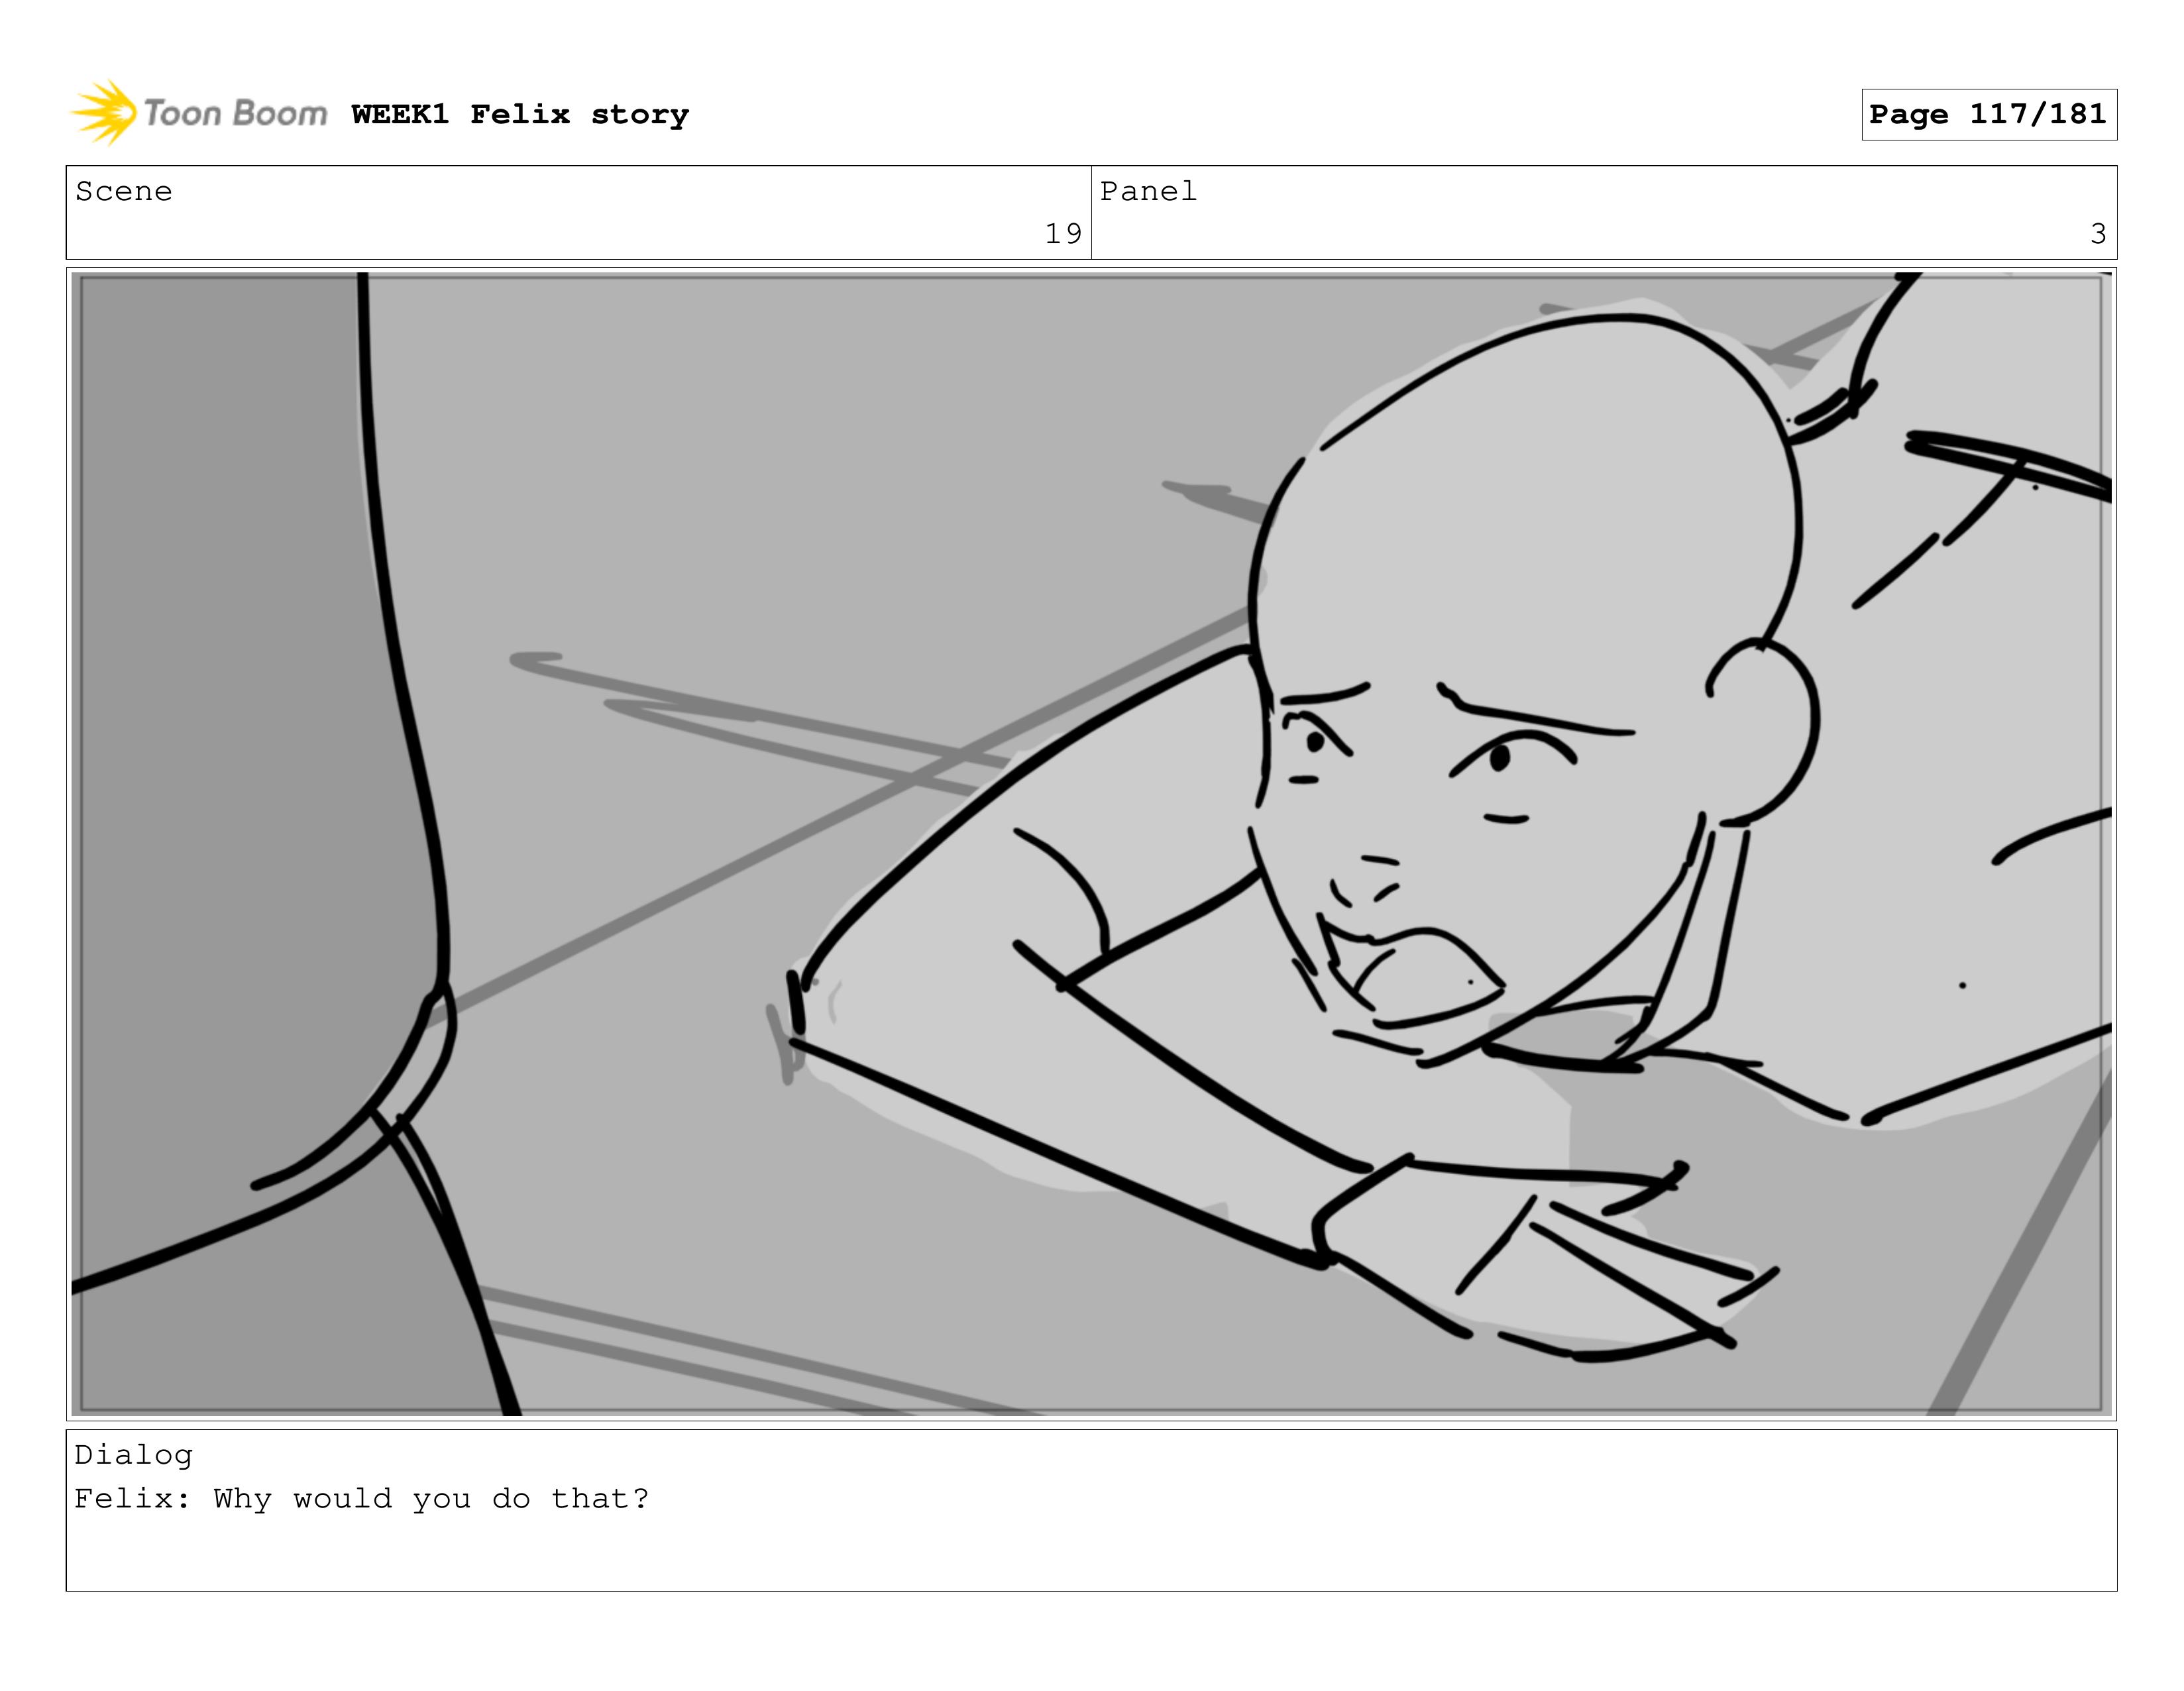 Toon Boom WEEK1 Felix story Page 117/181
Scene Panel
19 3
Dialog
Felix: Why would you do that?